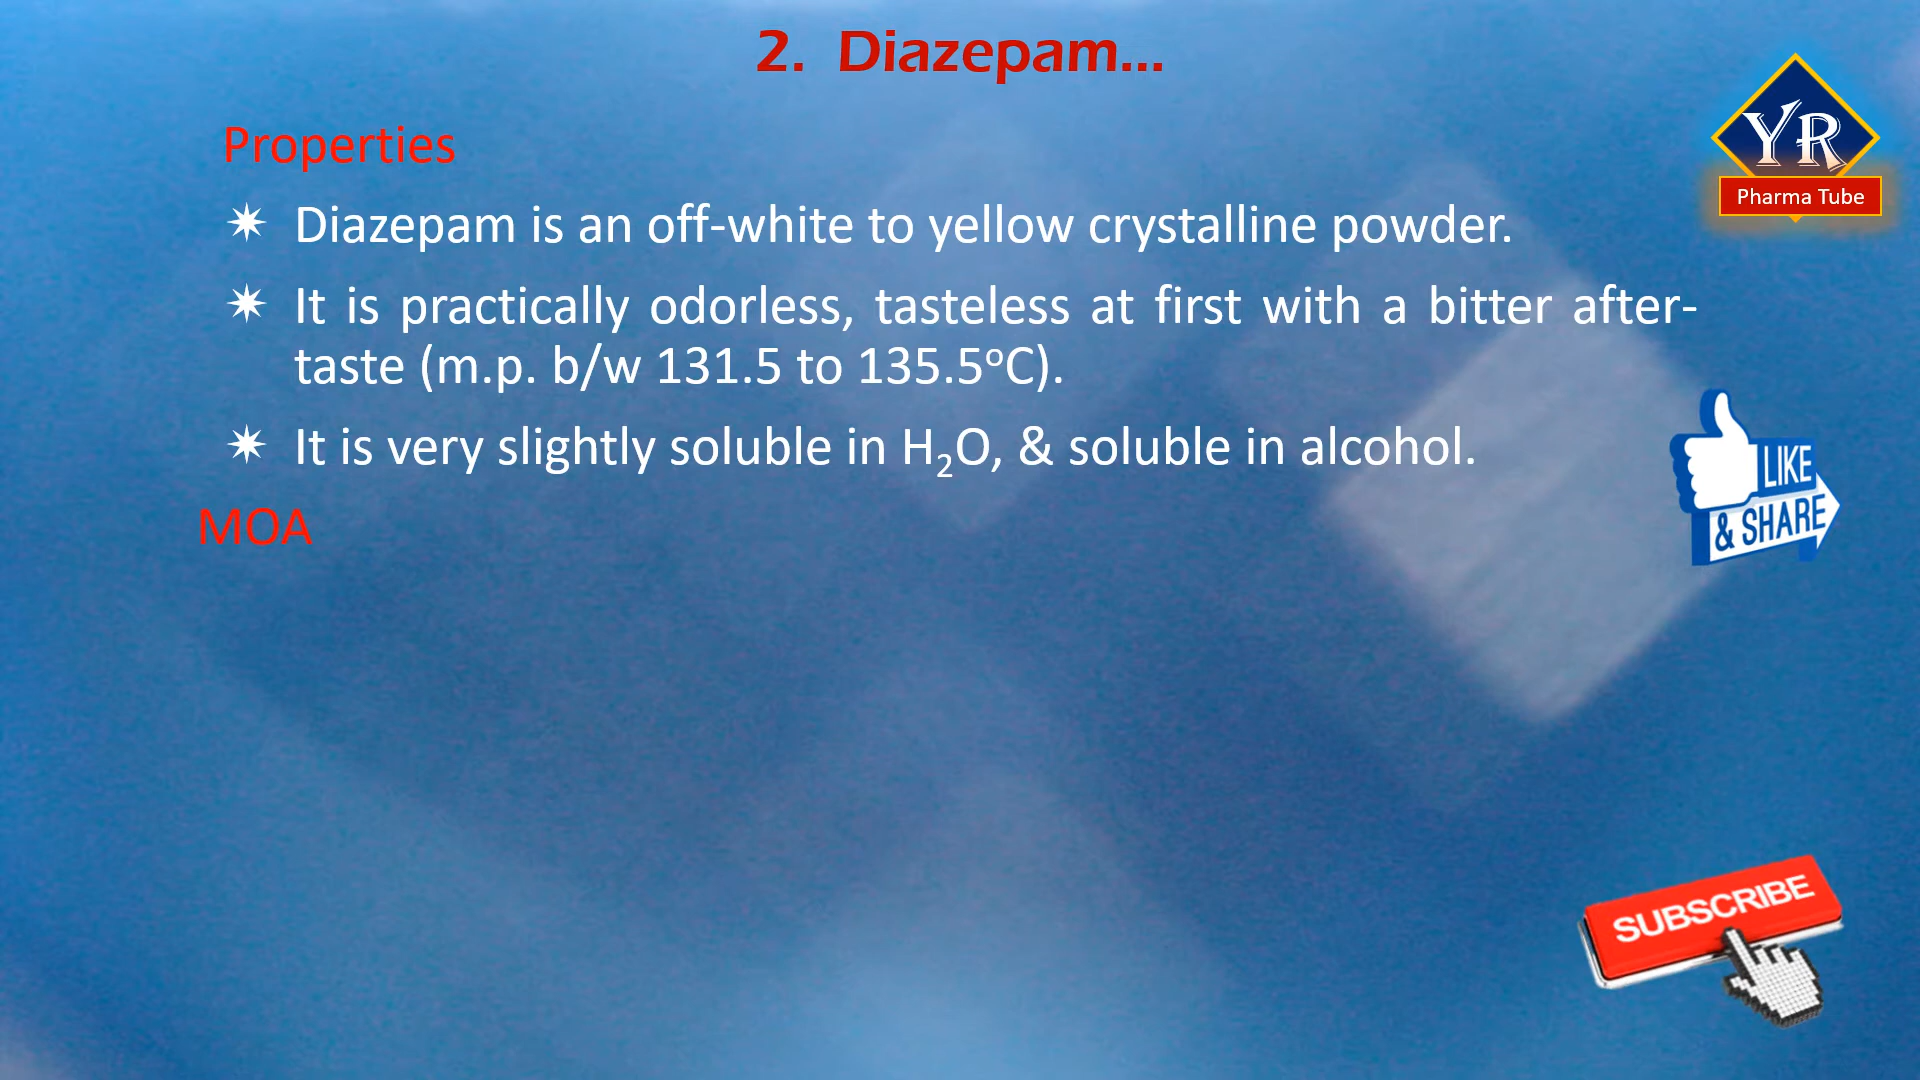 2. Diazepam...
YR
Pharma Tube
Properties
✷ Diazepam is an off-white to yellow crystalline powder.
✷ It is practically odorless, tasteless at first with a bitter after-
taste (m.p. b/w 131.5 to 135.5°C).
✷ It is very slightly soluble in H₂O, & soluble in alcohol.
LIKE
& SHARE
MOA
SUBSCRIBE